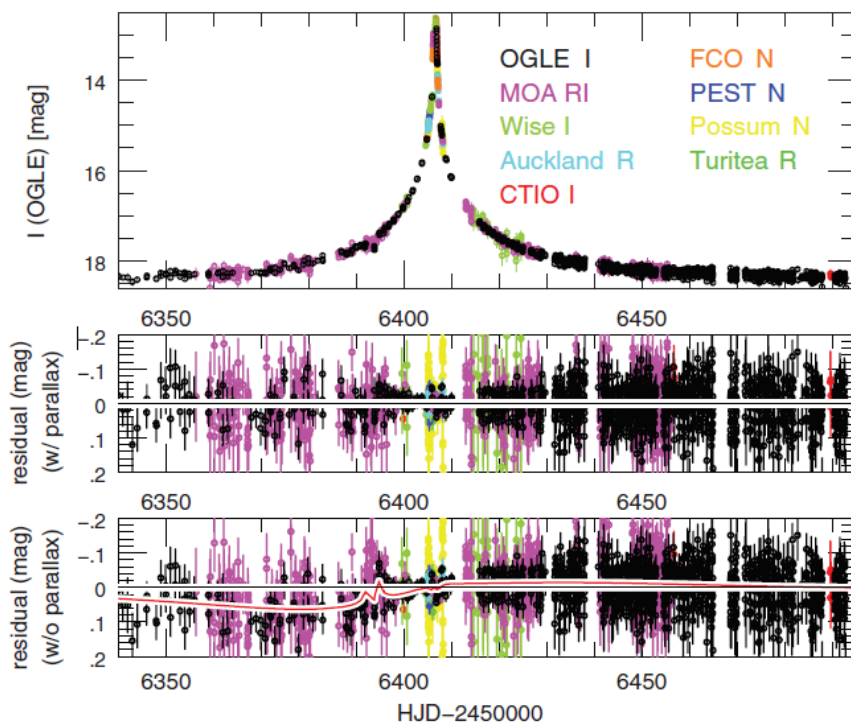 I (OGLE) [mag]
14
16
18
OGLE I
MOA RI
Wise I
Auckland R
CTIO I
FCO N
PEST N
Possum N
Turitea R
6350 6400 6450
residual (mag)
(w/ parallax)
-.2
-.1
0
.1
.2
6350 6400 6450
residual (mag)
(w/o parallax)
-.2
-.1
0
.1
.2
6350 6400 6450
HJD-2450000